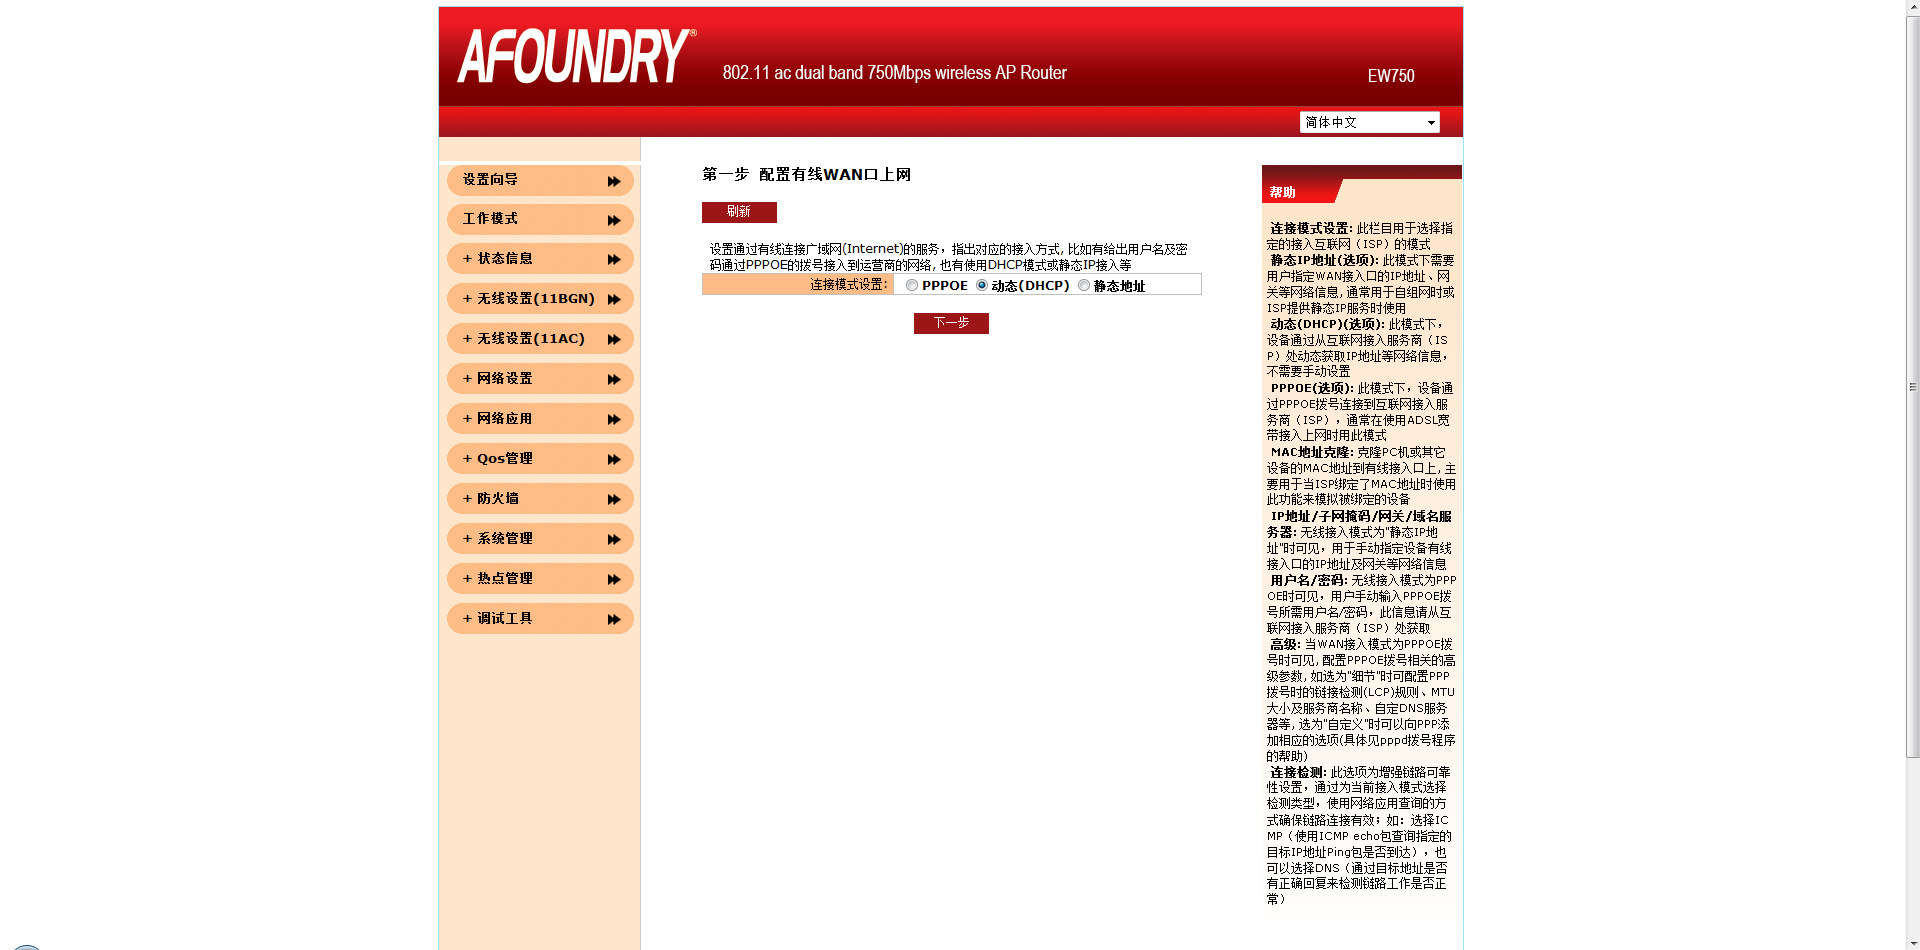 AFOUNDRY®
802.11 ac dual band 750Mbps wireless AP Router
EW750
简体中文
设置向导
工作模式
+ 状态信息
+ 无线设置(11BGN)
+ 无线设置(11AC)
+ 网络设置
+ 网络应用
+ Qos管理
+ 防火墙
+ 系统管理
+ 热点管理
+ 调试工具
第一步 配置有线WAN口上网
刷新
设置通过有线连接广域网(Internet)的服务，指出对应的接入方式, 比如有给出用户名及密
码通过PPPOE的拨号接入到运营商的网络, 也有使用DHCP模式或静态IP接入等
连接模式设置: PPPOE 动态(DHCP) 静态地址
下一步
帮助
连接模式设置: 此栏目用于选择指
定的接入互联网（ISP）的模式
静态IP地址(选项): 此模式下需要
用户指定WAN接入口的IP地址、网
关等网络信息, 通常用于自组网时或
ISP提供静态IP服务时使用
动态(DHCP)(选项): 此模式下，
设备通过从互联网接入服务商（IS
P）处动态获取IP地址等网络信息，
不需要手动设置
PPPOE(选项): 此模式下，设备通
过PPPOE拨号连接到互联网接入服
务商（ISP），通常在使用ADSL宽
带接入上网时用此模式
MAC地址克隆: 克隆PC机或其它
设备的MAC地址到有线接入口上, 主
要用于当ISP绑定了MAC地址时使用
此功能来模拟被绑定的设备
IP地址/子网掩码/网关/域名服
务器: 无线接入模式为"静态IP地
址"时可见，用于手动指定设备有线
接入口的IP地址及网关等网络信息
用户名/密码: 无线接入模式为PPP
OE时可见，用户手动输入PPPOE拨
号所需用户名/密码，此信息请从互
联网接入服务商（ISP）处获取
高级: 当WAN接入模式为PPPOE拨
号时可见, 配置PPPOE拨号相关的高
级参数, 如选为"细节"时可配置PPP
拨号时的链接检测(LCP)规则、MTU
大小及服务商名称、自定DNS服务
器等, 选为"自定义"时可以向PPP添
加相应的选项(具体见pppd拨号程序
的帮助)
连接检测: 此选项为增强链路可靠
性设置，通过为当前接入模式选择
检测类型，使用网络应用查询的方
式确保链路连接有效；如：选择IC
MP（使用ICMP echo包查询指定的
目标IP地址Ping包是否到达），也
可以选择DNS（通过目标地址是否
有正确回复来检测链路工作是否正
常）